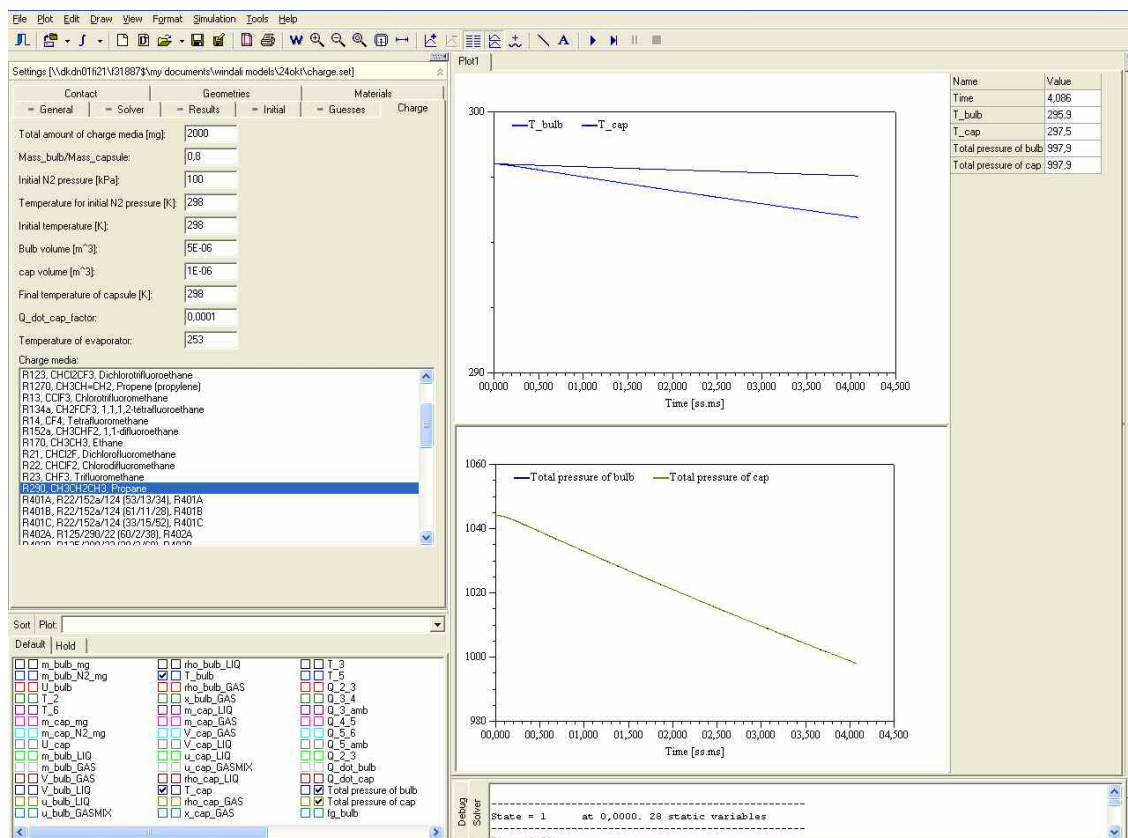 File Plot Edit Draw View Format Simulation Tools Help
Plot1
Settings [\\dkdn01fi21\f31887$\my documents\windali models\24okt\charge.set]
Contact Geometries Materials
General Solver Results Initial Guesses Charge
Total amount of charge media [mg]: 2000
Mass_bulb/Mass_capsule: 0,8
Initial N2 pressure [kPa]: 100
Temperature for initial N2 pressure [K]: 298
Initial temperature [K]: 298
Bulb volume [m^3]: 5E-06
cap volume [m^3]: 1E-06
Final temperature of capsule [K]: 298
Q_dot_cap_factor: 0,0001
Temperature of evaporator: 253
Charge media:
R123, CHCl2CF3, Dichlorotrifluoroethane
R1270, CH3CH=CH2, Propene (propylene)
R13, CClF3, Chlorotrifluoromethane
R134a, CH2FCF3, 1,1,1,2-tetrafluoroethane
R14, CF4, Tetrafluoromethane
R152a, CH3CHF2, 1,1-difluoroethane
R170, CH3CH3, Ethane
R21, CHCl2F, Dichlorofluoromethane
R22, CHClF2, Chlorodifluoromethane
R23, CHF3, Trifluoromethane
R290, CH3CH2CH3, Propane
R401A, R22/152a/124 (53/13/34), R401A
R401B, R22/152a/124 (61/11/28), R401B
R401C, R22/152a/124 (33/15/52), R401C
R402A, R125/290/22 (60/2/38), R402A
Sort Plot:
Default Hold
m_bulb_mg rho_bulb_LIQ T_3
m_bulb_N2_mg T_bulb T_5
U_bulb rho_bulb_GAS Q_2_3
T_2 x_bulb_GAS Q_3_4
T_6 m_cap_LIQ Q_3_amb
m_cap_mg m_cap_GAS Q_4_5
m_cap_N2_mg V_cap_GAS Q_5_6
U_cap V_cap_LIQ Q_5_amb
m_bulb_LIQ u_cap_LIQ Q_2_3
m_bulb_GAS u_cap_GASMIX Q_dot_bulb
V_bulb_GAS rho_cap_LIQ Q_dot_cap
V_bulb_LIQ T_cap Total pressure of bulb
u_bulb_LIQ rho_cap_GAS Total pressure of cap
u_bulb_GASMIX x_cap_GAS fg_bulb
300
T_bulb T_cap
290
00,000 00,500 01,000 01,500 02,000 02,500 03,000 03,500 04,000 04,500
Time [ss.ms]
1060
Total pressure of bulb Total pressure of cap
1040
1020
1000
980
00,000 00,500 01,000 01,500 02,000 02,500 03,000 03,500 04,000 04,500
Time [ss.ms]
Name Value
Time 4,086
T_bulb 295,9
T_cap 297,5
Total pressure of bulb 997,9
Total pressure of cap 997,9
Debug
Solver
State = 1 at 0,0000. 28 static variables